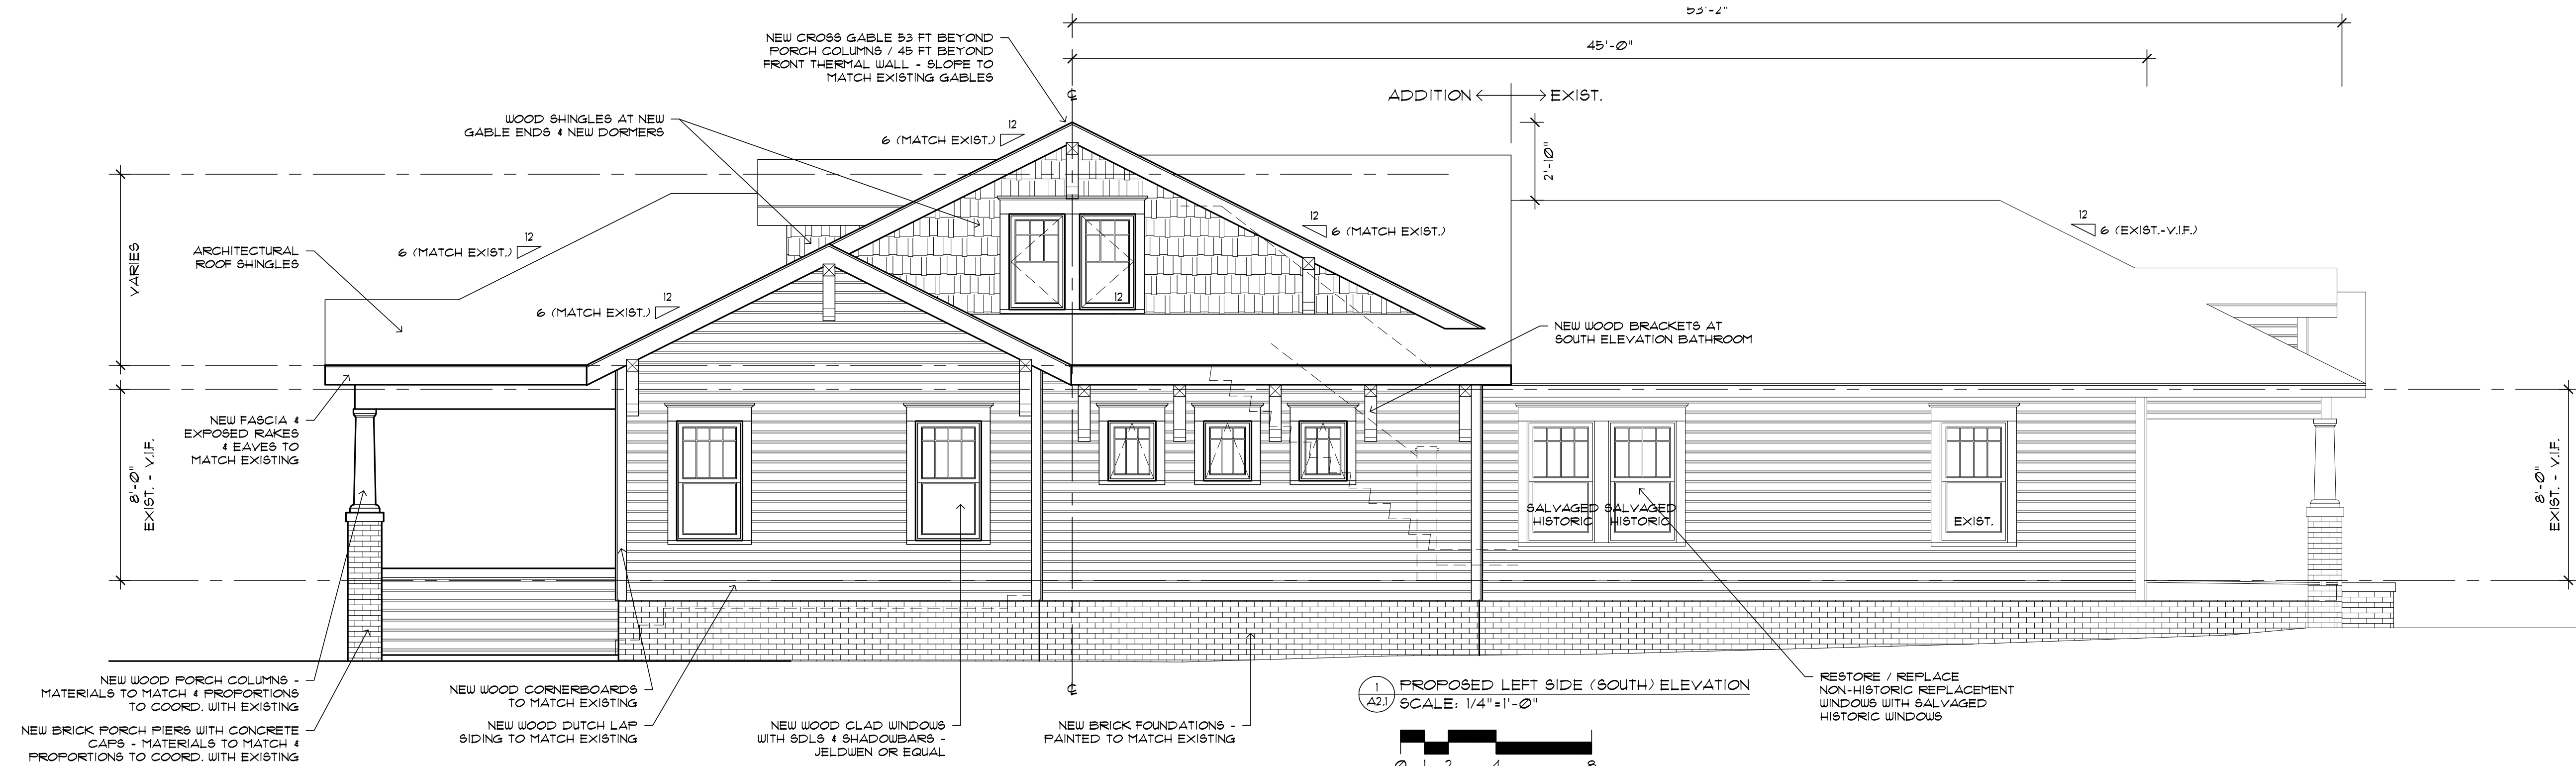 53'-2"
45'-0"
NEW CROSS GABLE 53 FT BEYOND
PORCH COLUMNS / 45 FT BEYOND
FRONT THERMAL WALL - SLOPE TO
MATCH EXISTING GABLES
℄
ADDITION
EXIST.
WOOD SHINGLES AT NEW
GABLE ENDS & NEW DORMERS
12
6 (MATCH EXIST.)
2'-10"
12
6 (MATCH EXIST.)
12
6 (EXIST.-V.I.F.)
VARIES
ARCHITECTURAL
ROOF SHINGLES
12
6 (MATCH EXIST.)
12
6 (MATCH EXIST.)
12
NEW WOOD BRACKETS AT
SOUTH ELEVATION BATHROOM
NEW FASCIA &
EXPOSED RAKES
& EAVES TO
MATCH EXISTING
8'-0"
EXIST. - V.I.F.
SALVAGED
HISTORIC
SALVAGED
HISTORIC
EXIST.
8'-0"
EXIST. - V.I.F.
NEW WOOD PORCH COLUMNS -
MATERIALS TO MATCH & PROPORTIONS
TO COORD. WITH EXISTING
NEW BRICK PORCH PIERS WITH CONCRETE
CAPS - MATERIALS TO MATCH &
PROPORTIONS TO COORD. WITH EXISTING
NEW WOOD CORNERBOARDS
TO MATCH EXISTING
NEW WOOD DUTCH LAP
SIDING TO MATCH EXISTING
NEW WOOD CLAD WINDOWS
WITH SDLS & SHADOWBARS -
JELDWEN OR EQUAL
NEW BRICK FOUNDATIONS -
PAINTED TO MATCH EXISTING
℄
1
A2.1
PROPOSED LEFT SIDE (SOUTH) ELEVATION
SCALE: 1/4"=1'-0"
0 1 2 4 8
RESTORE / REPLACE
NON-HISTORIC REPLACEMENT
WINDOWS WITH SALVAGED
HISTORIC WINDOWS